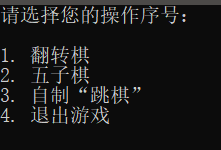 请选择您的操作序号：
1. 翻转棋
2. 五子棋
3. 自制“跳棋”
4. 退出游戏